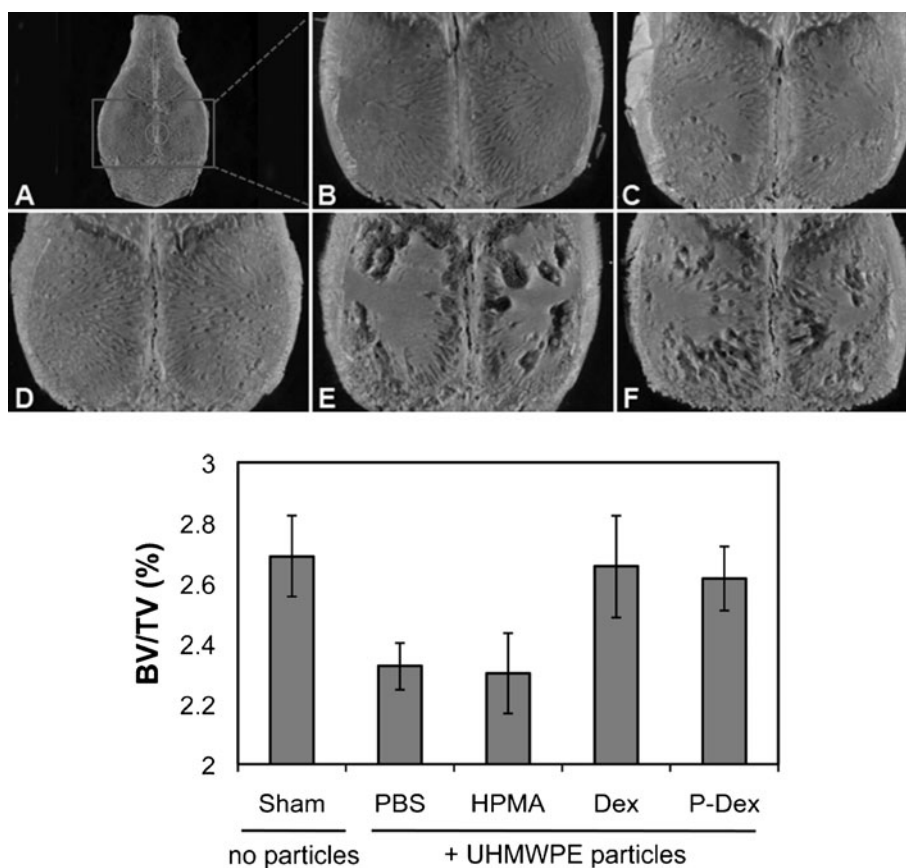 A
B
C
D
E
F
3
2.8
2.6
2.4
2.2
2
BV/TV (%)
Sham PBS HPMA Dex P-Dex
no particles + UHMWPE particles